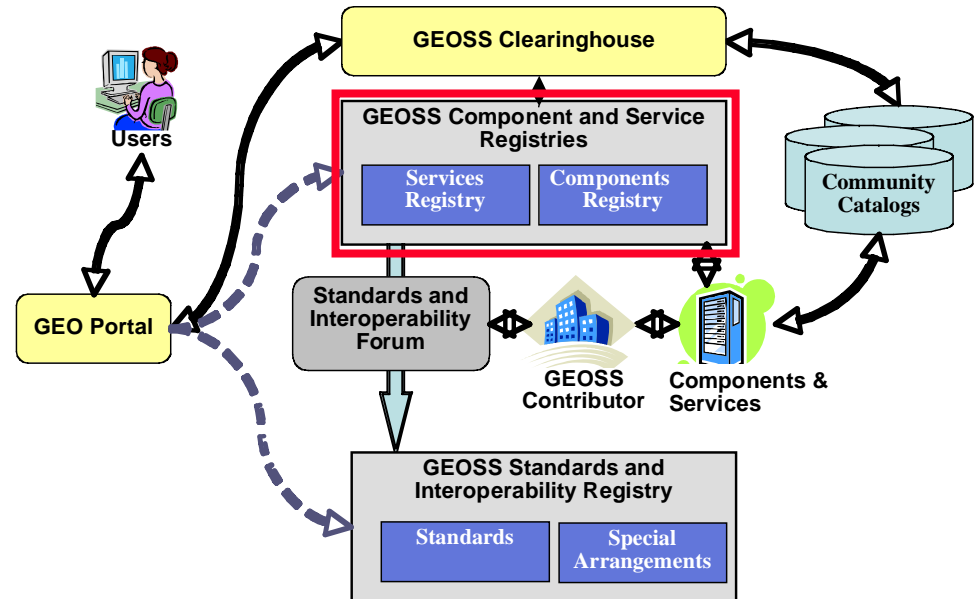 GEOSS Clearinghouse
Users
GEOSS Component and Service
Registries
Services
Registry
Components
Registry
Community
Catalogs
GEO Portal
Standards and
Interoperability
Forum
GEOSS
Contributor
Components &
Services
GEOSS Standards and
Interoperability Registry
Standards
Special
Arrangements